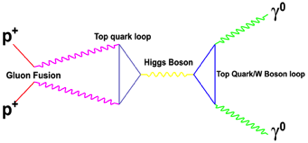 p+
Top quark loop
γ0
Higgs Boson
Gluon Fusion
Top Quark/W Boson loop
p+
γ0